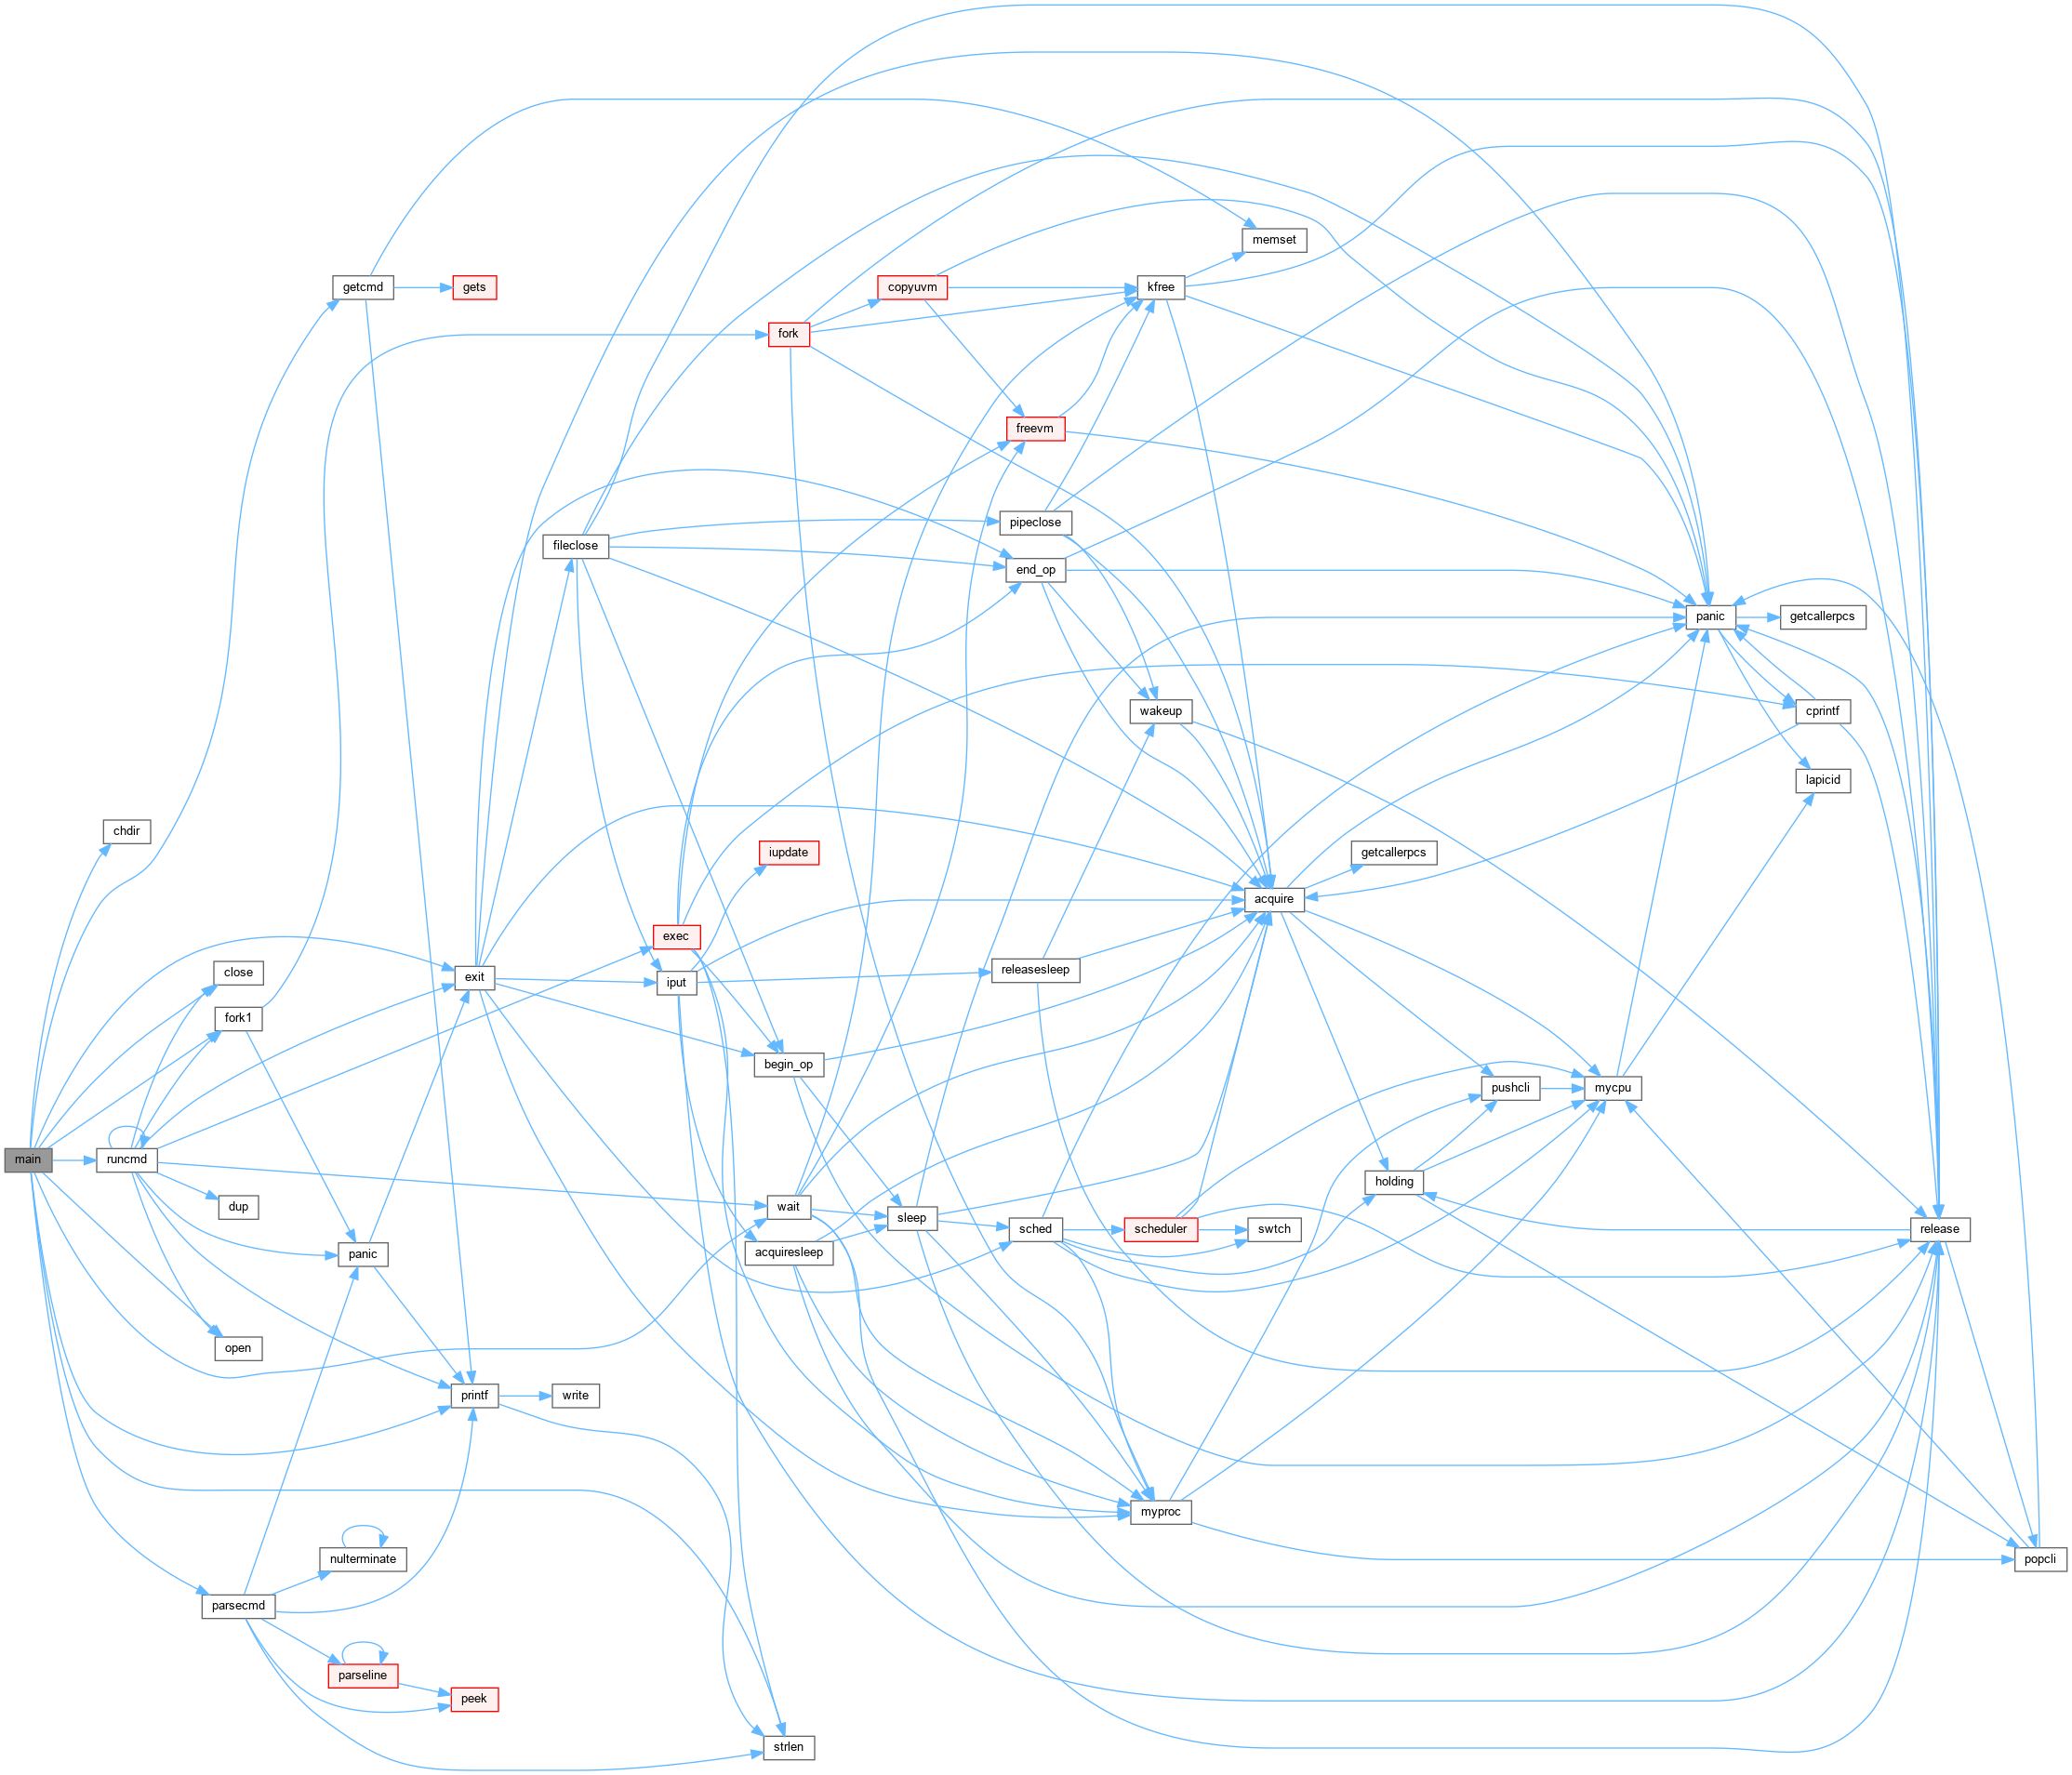 memset
getcmd
gets
copyuvm
kfree
fork
freevm
pipeclose
fileclose
end_op
panic
getcallerpcs
wakeup
cprintf
lapicid
chdir
iupdate
getcallerpcs
acquire
exec
close
exit
iput
releasesleep
fork1
begin_op
pushcli
mycpu
main
runcmd
holding
dup
wait
sleep
sched
scheduler
swtch
release
panic
acquiresleep
open
printf
write
myproc
nulterminate
popcli
parsecmd
parseline
peek
strlen